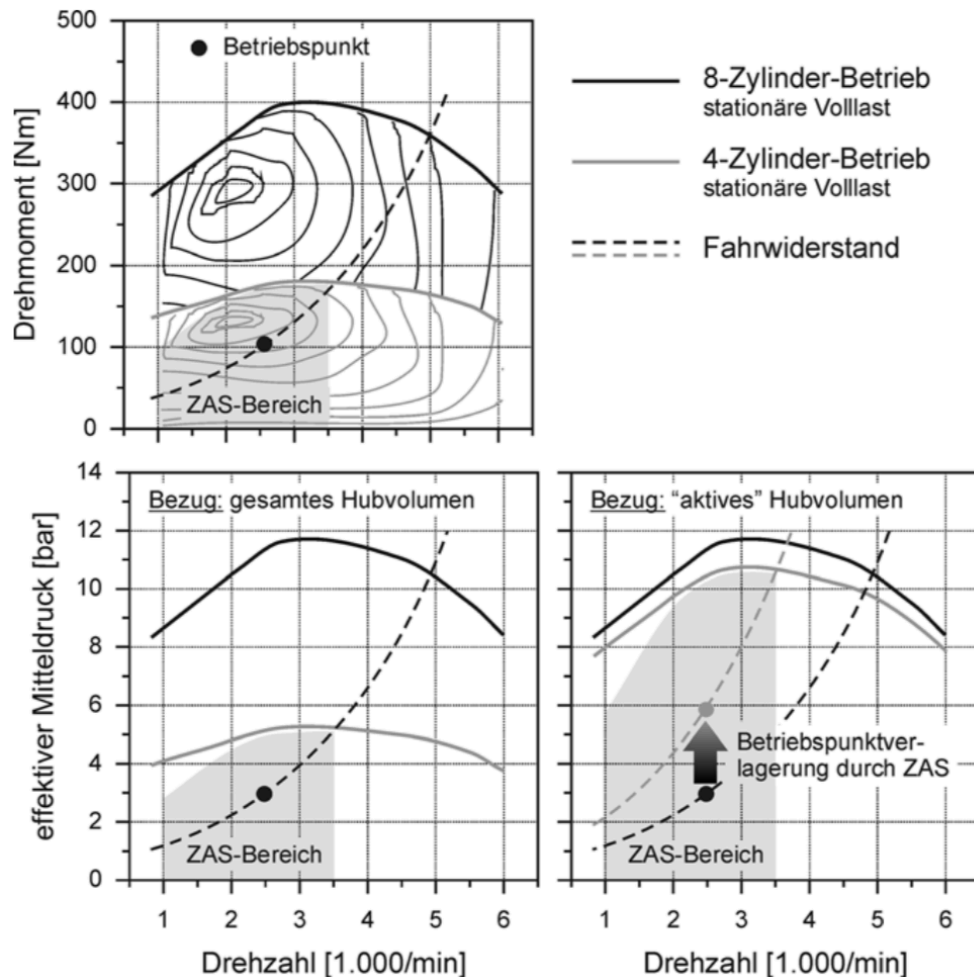 500
400
300
200
100
0
Drehmoment [Nm]
Betriebspunkt
ZAS-Bereich
8-Zylinder-Betrieb
stationäre Volllast
4-Zylinder-Betrieb
stationäre Volllast
Fahrwiderstand
14
12
10
8
6
4
2
0
effektiver Mitteldruck [bar]
Bezug: gesamtes Hubvolumen
ZAS-Bereich
1 2 3 4 5 6
Drehzahl [1.000/min]
Bezug: "aktives" Hubvolumen
Betriebspunktver-
lagerung durch ZAS
ZAS-Bereich
1 2 3 4 5 6
Drehzahl [1.000/min]